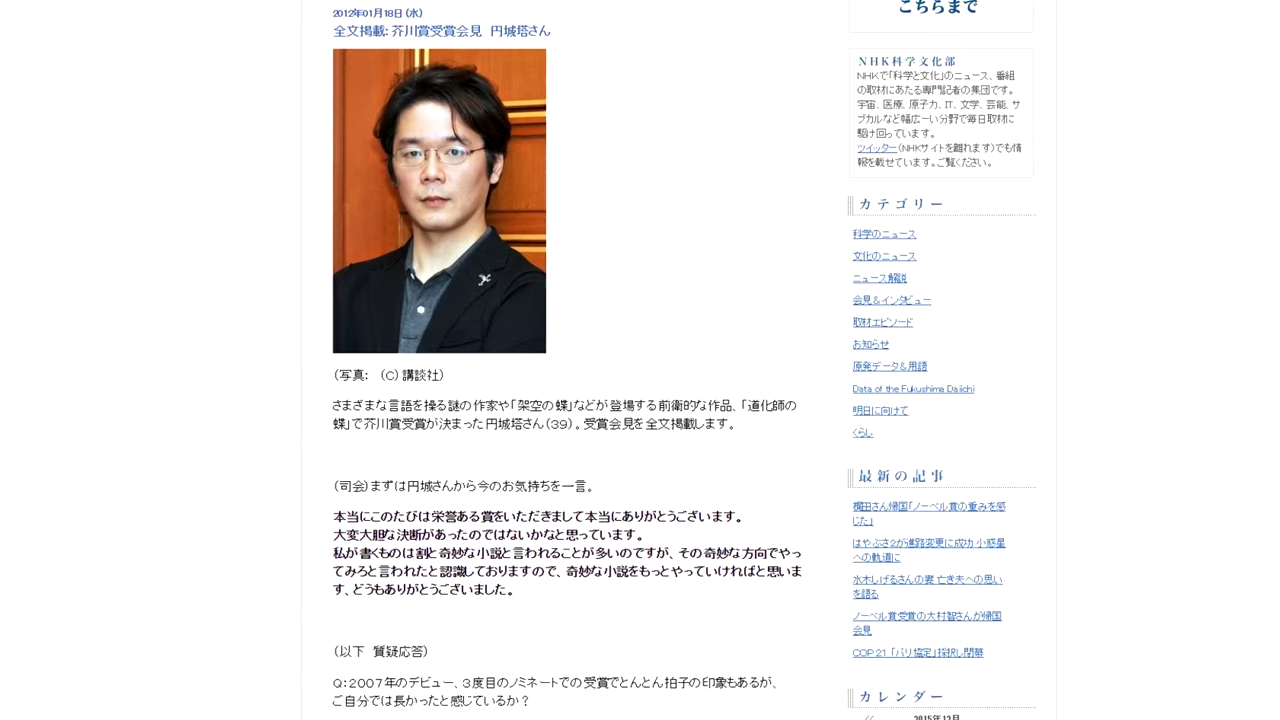 2012年01月18日 (水)
全文掲載: 芥川賞受賞会見　円城塔さん
（写真：　（C）講談社）
さまざまな言語を操る謎の作家や「架空の蝶」などが登場する前衛的な作品、「道化師の
蝶」で芥川賞受賞が決まった円城塔さん（39）。受賞会見を全文掲載します。
（司会）まずは円城さんから今のお気持ちを一言。
本当にこのたびは栄誉ある賞をいただきまして本当にありがとうございます。
大変大胆な決断があったのではないかなと思っています。
私が書くものは割と奇妙な小説と言われることが多いのですが、その奇妙な方向でやっ
てみろと言われたと認識しておりますので、奇妙な小説をもっとやっていければと思いま
す、どうもありがとうございました。
（以下　質疑応答）
Q：2007年のデビュー、3度目のノミネートでの受賞でとんとん拍子の印象もあるが、
ご自分では長かったと感じているか？
こちらまで
NHK科学文化部
NHKで「科学と文化」のニュース、番組
の取材にあたる専門記者の集団です。
宇宙、医療、原子力、IT、文学、芸能、サ
ブカルなど幅広ーい分野で毎日取材に
駆け回っています。
ツイッター（NHKサイトを離れます）でも情
報を載せています。ご覧ください。
カテゴリー
科学のニュース
文化のニュース
ニュース解説
会見＆インタビュー
取材エピソード
お知らせ
原発データ＆用語
Data of the Fukushima Daiichi
明日に向けて
くらし
最新の記事
梶田さん帰国「ノーベル賞の重みを感
じた」
はやぶさ2が進路変更に成功 小惑星
への軌道に
水木しげるさんの妻 亡き夫への思い
を語る
ノーベル賞受賞の大村智さんが帰国
会見
COP21 「パリ協定」採択し閉幕
カレンダー
<< 2015年12月